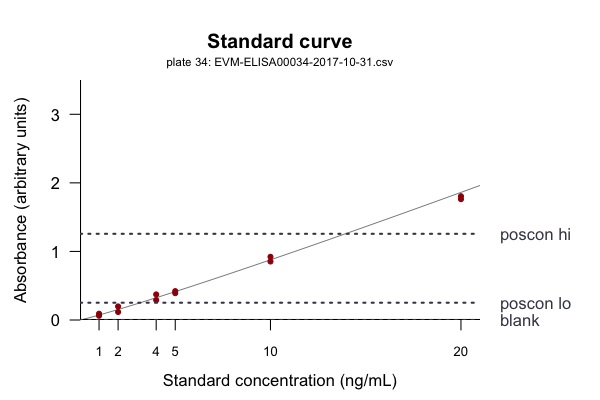 Standard curve
plate 34: EVM-ELISA00034-2017-10-31.csv
Absorbance (arbitrary units)
3
2
1
0
poscon hi
poscon lo
blank
1 2 4 5 10 20
Standard concentration (ng/mL)